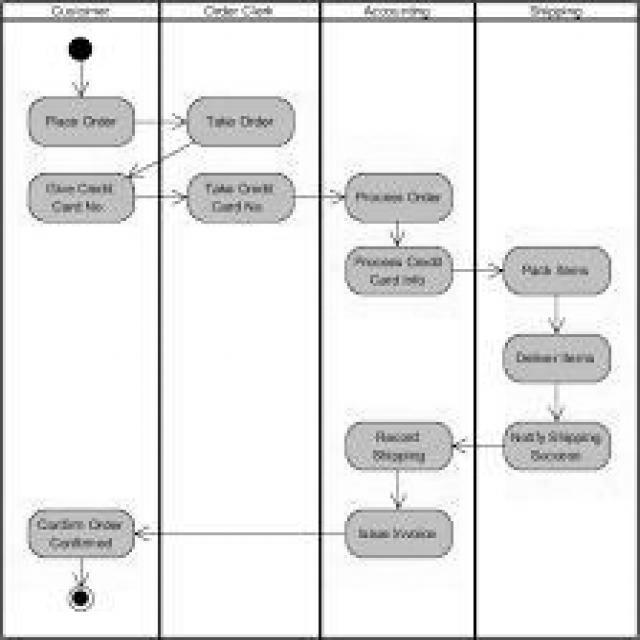 Customer
Order Clerk
Accounting
Shipping
Place Order
Take Order
Give Credit
Card No.
Take Credit
Card No.
Process Order
Process Credit
Card Info
Pack Items
Deliver Items
Notify Shipping
Success
Record
Shipping
Issue Invoice
Confirm Order
Confirmed